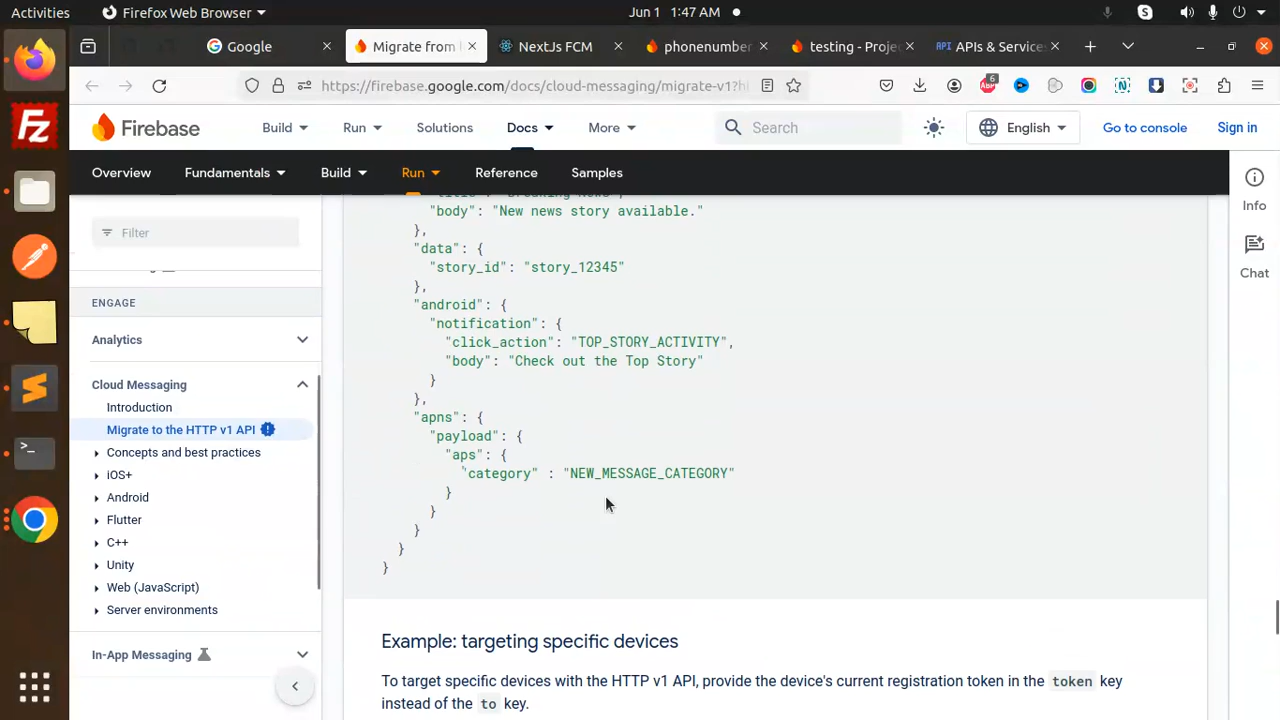 Activities
Firefox Web Browser
Jun 1 1:47 AM
Google
Migrate from
NextJs FCM
phonenumber
testing - Proje
API APIs & Service
https://firebase.google.com/docs/cloud-messaging/migrate-v1?h
6
ABP
Firebase
Build
Run
Solutions
Docs
More
Search
English
Go to console
Sign in
Overview
Fundamentals
Build
Run
Reference
Samples
Info
Chat
Filter
ENGAGE
Analytics
Cloud Messaging
Introduction
Migrate to the HTTP v1 API
Concepts and best practices
iOS+
Android
Flutter
C++
Unity
Web (JavaScript)
Server environments
In-App Messaging
"title": "Breaking News",
"body": "New news story available."
},
"data": {
"story_id": "story_12345"
},
"android": {
"notification": {
"click_action": "TOP_STORY_ACTIVITY",
"body": "Check out the Top Story"
}
},
"apns": {
"payload": {
"aps": {
"category" : "NEW_MESSAGE_CATEGORY"
}
}
}
}
}
Example: targeting specific devices
To target specific devices with the HTTP v1 API, provide the device's current registration token in the token key
instead of the to key.